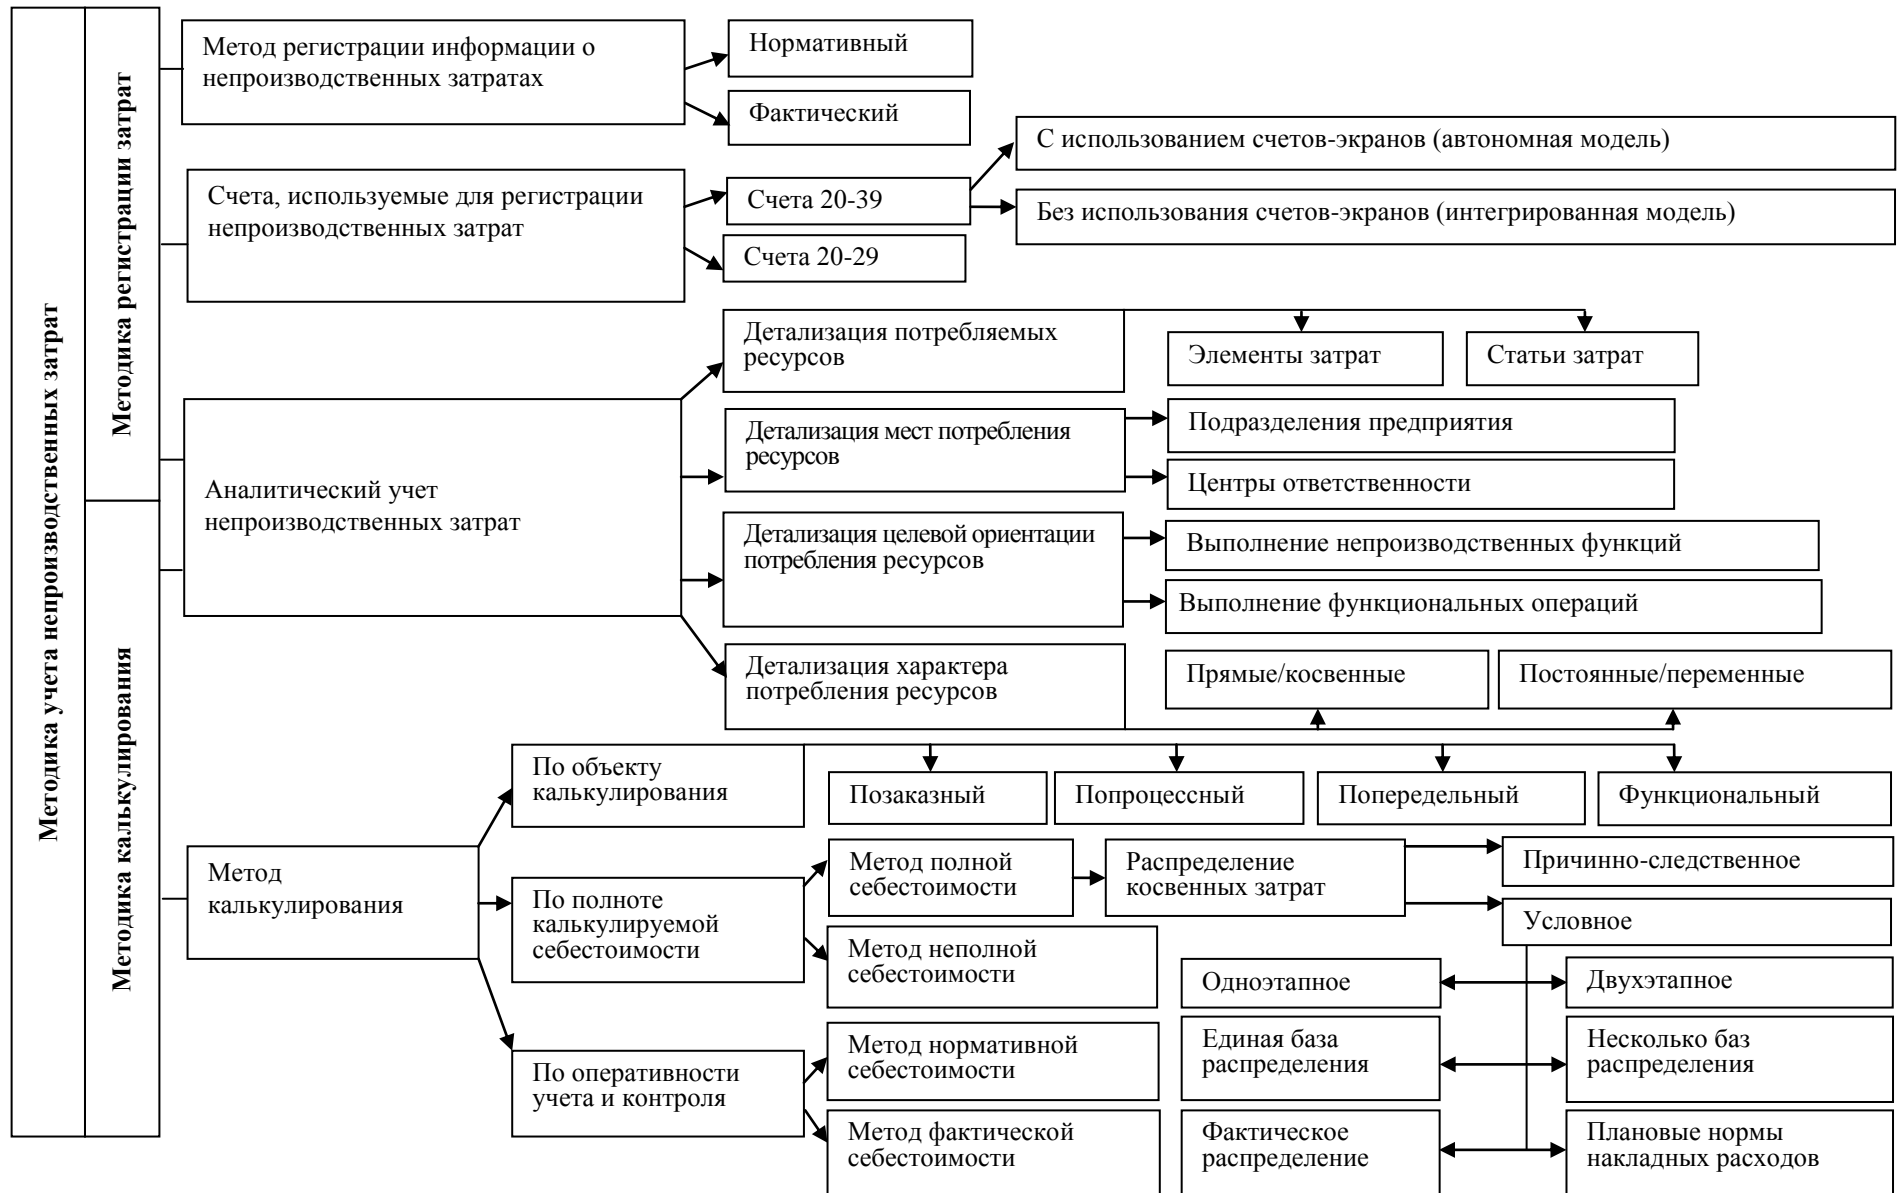 Методика учета непроизводственных затрат
Методика регистрации затрат
Метод регистрации информации о
непроизводственных затратах
Нормативный
Фактический
Счета, используемые для регистрации
непроизводственных затрат
Счета 20-39
С использованием счетов-экранов (автономная модель)
Без использования счетов-экранов (интегрированная модель)
Счета 20-29
Аналитический учет
непроизводственных затрат
Детализация потребляемых
ресурсов
Элементы затрат
Статьи затрат
Детализация мест потребления
ресурсов
Подразделения предприятия
Центры ответственности
Детализация целевой ориентации
потребления ресурсов
Выполнение непроизводственных функций
Выполнение функциональных операций
Детализация характера
потребления ресурсов
Прямые/косвенные
Постоянные/переменные
Методика калькулирования
Метод
калькулирования
По объекту
калькулирования
Позаказный
Попроцессный
Попередельный
Функциональный
По полноте
калькулируемой
себестоимости
Метод полной
себестоимости
Распределение
косвенных затрат
Причинно-следственное
Условное
Метод неполной
себестоимости
Одноэтапное
Двухэтапное
Единая база
распределения
Несколько баз
распределения
Фактическое
распределение
Плановые нормы
накладных расходов
По оперативности
учета и контроля
Метод нормативной
себестоимости
Метод фактической
себестоимости